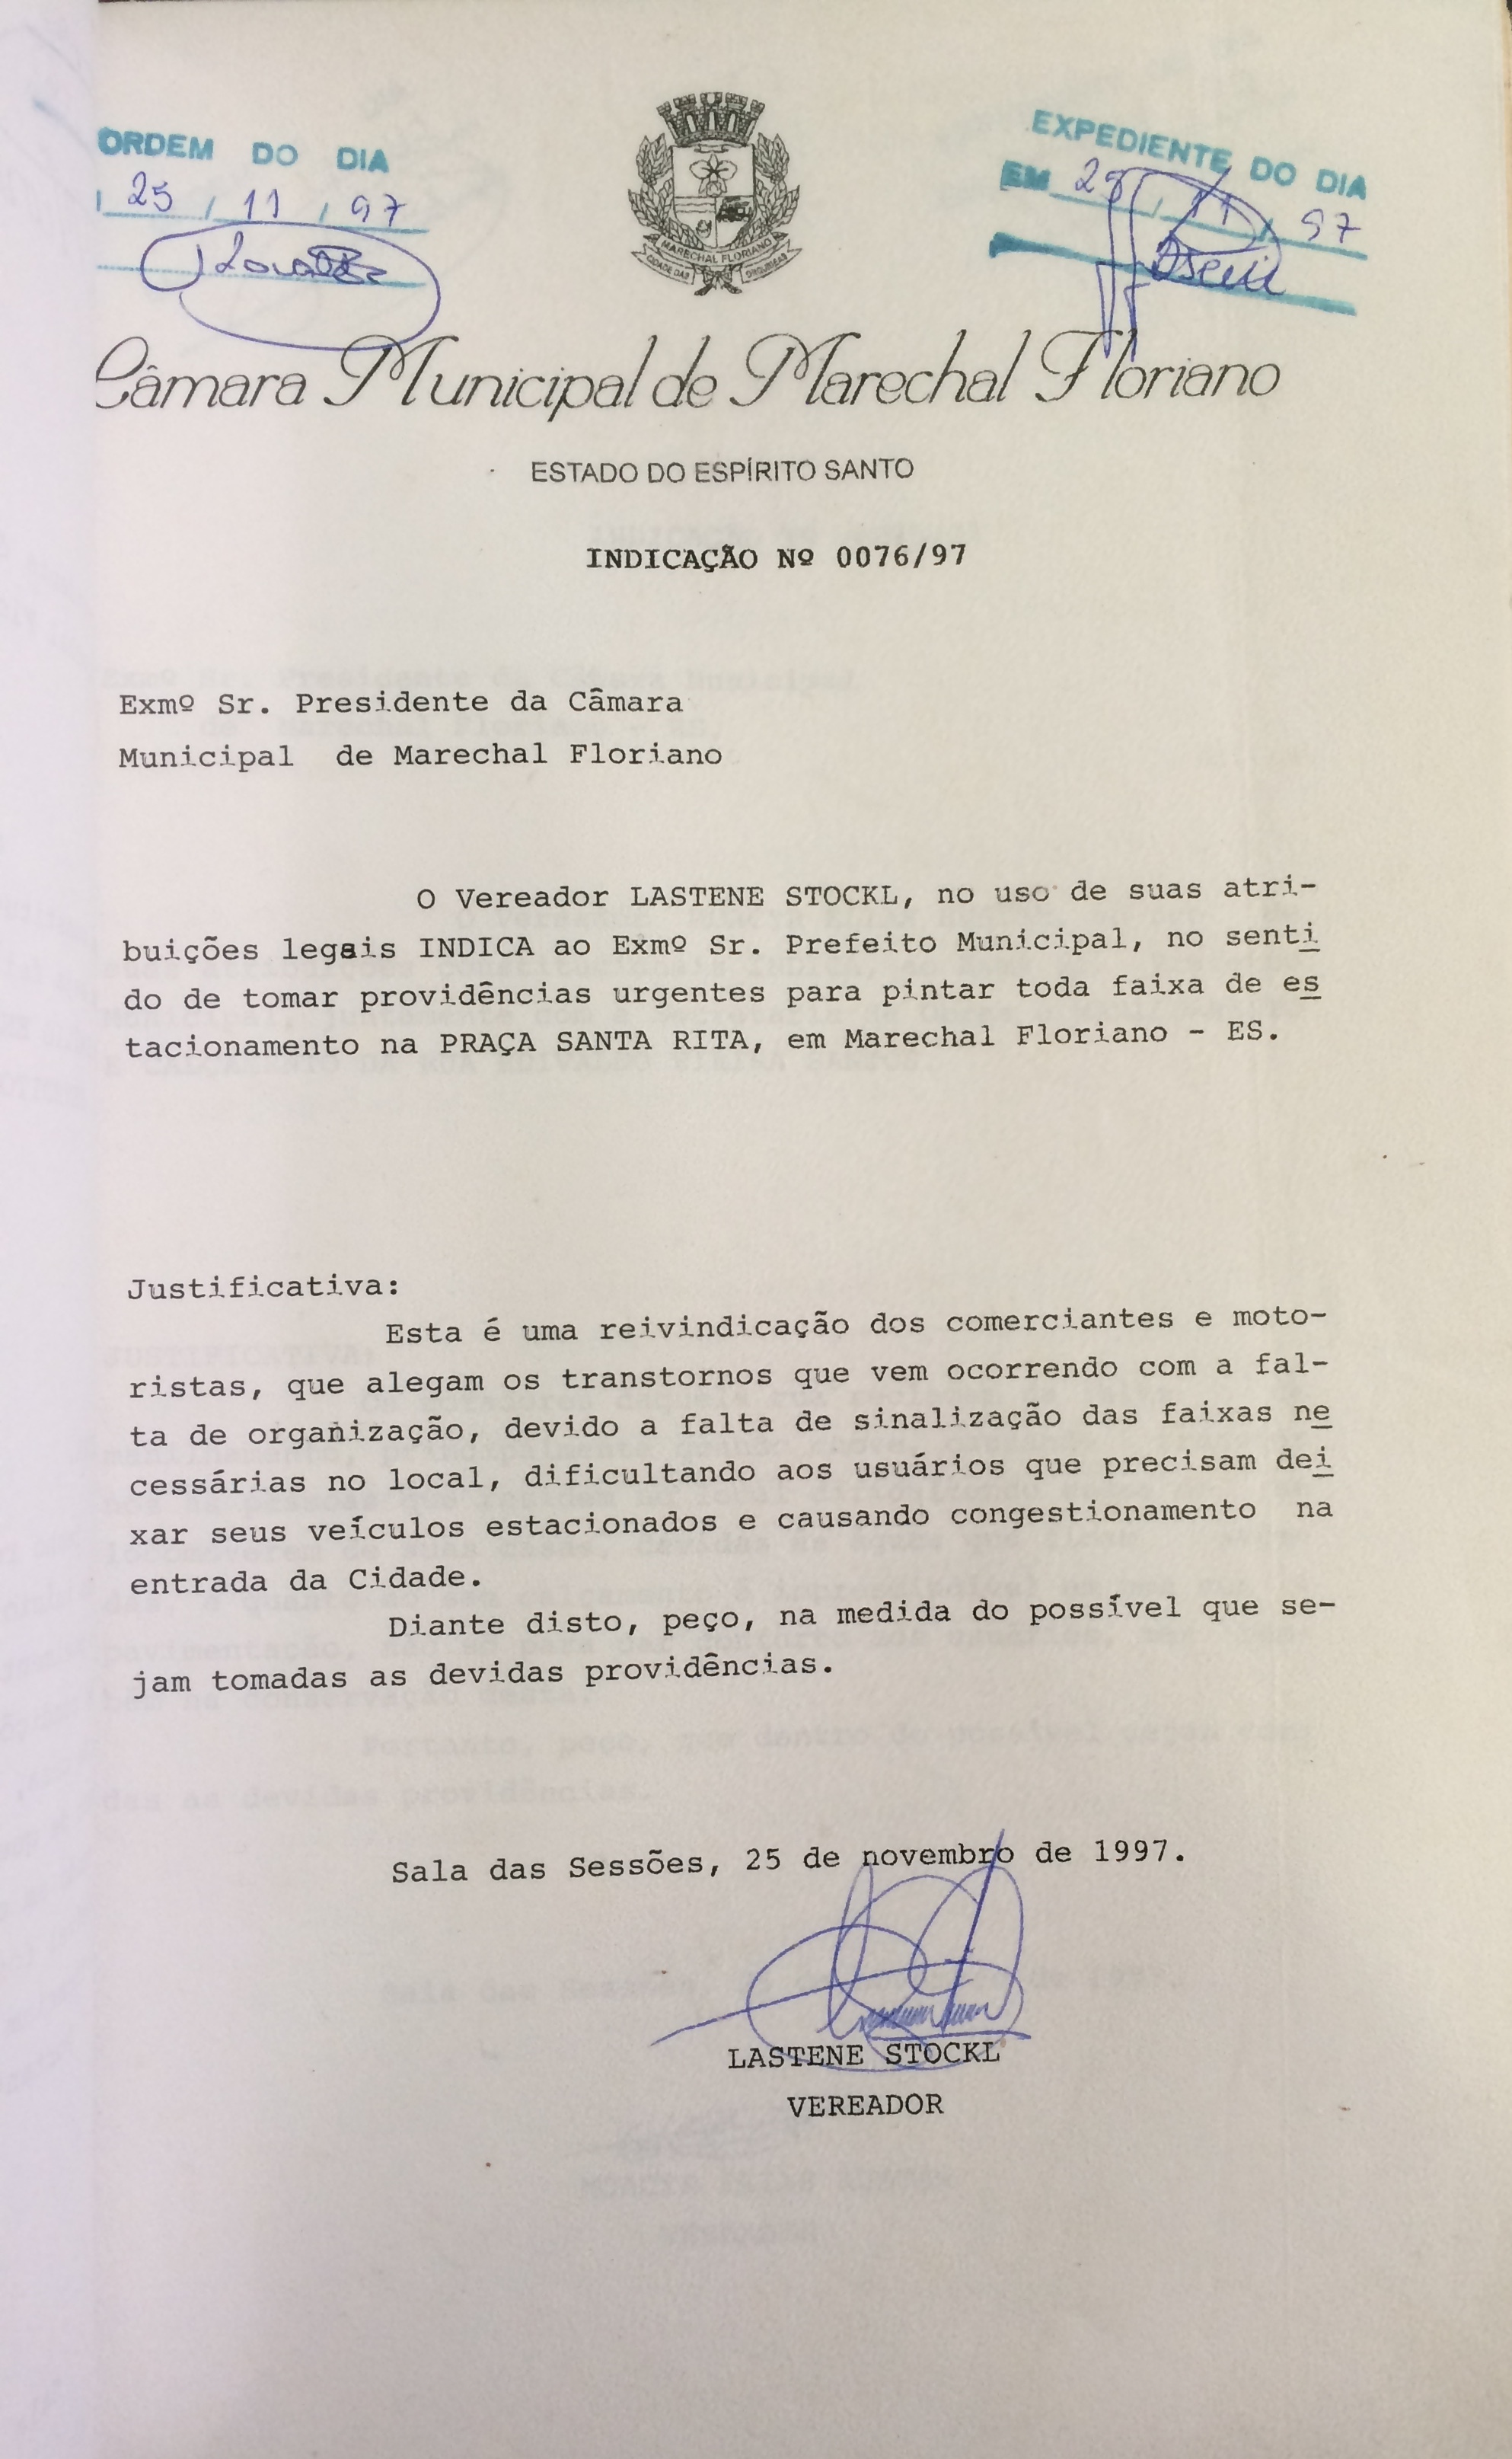 ORDEM DO DIA
25 / 11 / 97
EXPEDIENTE DO DIA
EM 25 / 11 / 97
MARECHAL FLORIANO
CIDADE DAS ORQUÍDEAS
Câmara Municipal de Marechal Floriano
ESTADO DO ESPÍRITO SANTO
INDICAÇÃO Nº 0076/97
Exmº Sr. Presidente da Câmara
Municipal de Marechal Floriano
O Vereador LASTENE STOCKL, no uso de suas atri-
buições legais INDICA ao Exmº Sr. Prefeito Municipal, no senti
do de tomar providências urgentes para pintar toda faixa de es
tacionamento na PRAÇA SANTA RITA, em Marechal Floriano - ES.
Justificativa:
Esta é uma reivindicação dos comerciantes e moto-
ristas, que alegam os transtornos que vem ocorrendo com a fal-
ta de organização, devido a falta de sinalização das faixas ne
cessárias no local, dificultando aos usuários que precisam dei
xar seus veículos estacionados e causando congestionamento na
entrada da Cidade.
Diante disto, peço, na medida do possível que se-
jam tomadas as devidas providências.
Sala das Sessões, 25 de novembro de 1997.
LASTENE STOCKL
VEREADOR